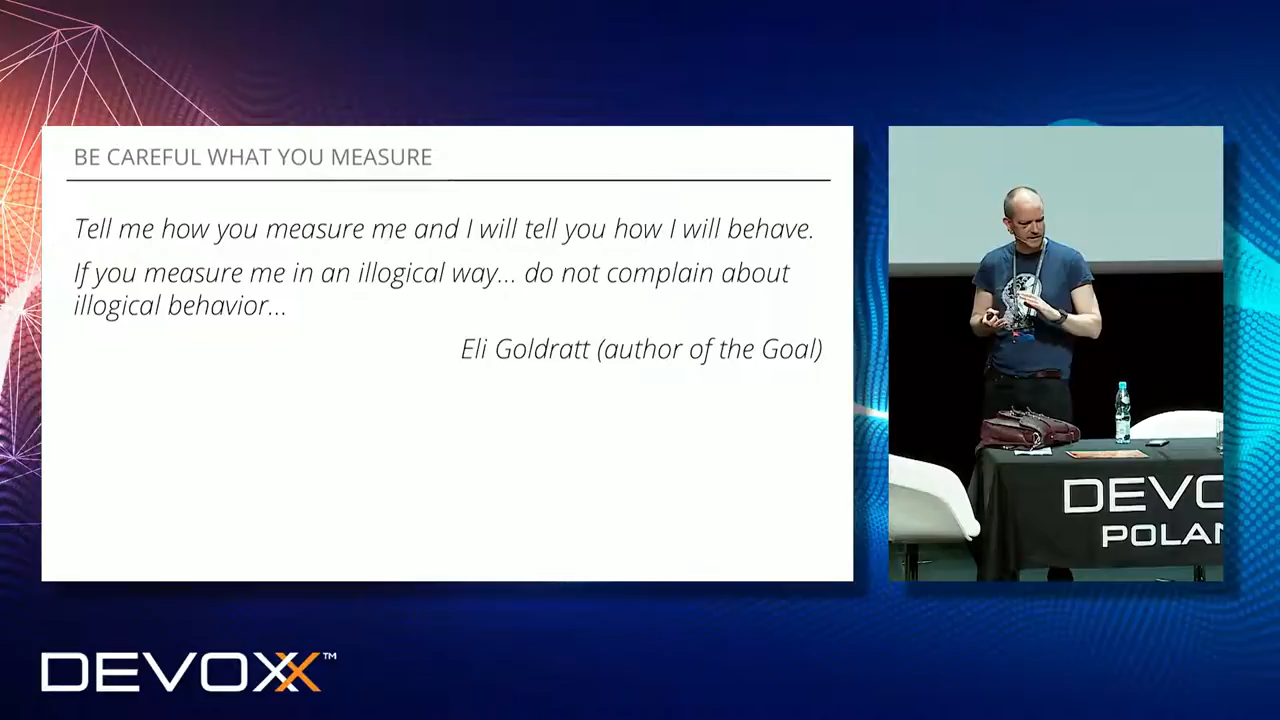 BE CAREFUL WHAT YOU MEASURE
Tell me how you measure me and I will tell you how I will behave.
If you measure me in an illogical way... do not complain about
illogical behavior...
Eli Goldratt (author of the Goal)
DEVO
POLAN
DEVOXX™